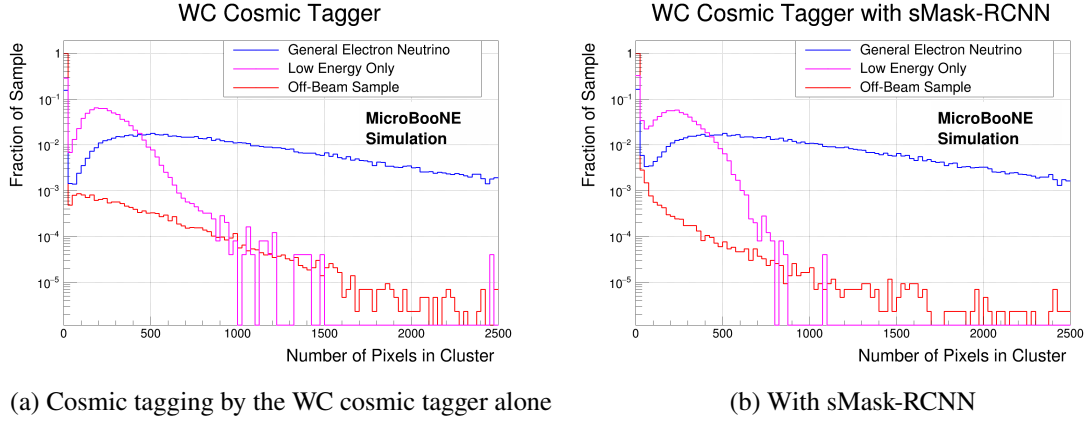 WC Cosmic Tagger
Fraction of Sample
1
10⁻¹
10⁻²
10⁻³
10⁻⁴
10⁻⁵
General Electron Neutrino
Low Energy Only
Off-Beam Sample
MicroBooNE
Simulation
0 500 1000 1500 2000 2500
Number of Pixels in Cluster
(a) Cosmic tagging by the WC cosmic tagger alone
WC Cosmic Tagger with sMask-RCNN
Fraction of Sample
1
10⁻¹
10⁻²
10⁻³
10⁻⁴
10⁻⁵
General Electron Neutrino
Low Energy Only
Off-Beam Sample
MicroBooNE
Simulation
0 500 1000 1500 2000 2500
Number of Pixels in Cluster
(b) With sMask-RCNN